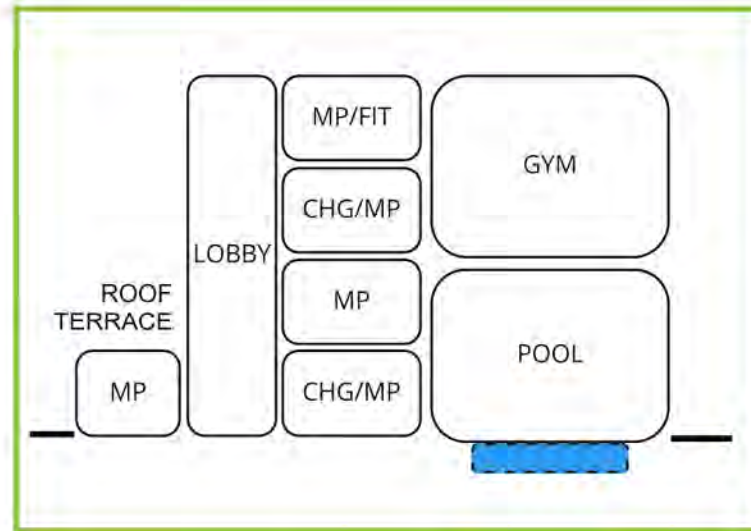 MP/FIT
GYM
CHG/MP
LOBBY
ROOF
TERRACE
MP
POOL
MP
CHG/MP